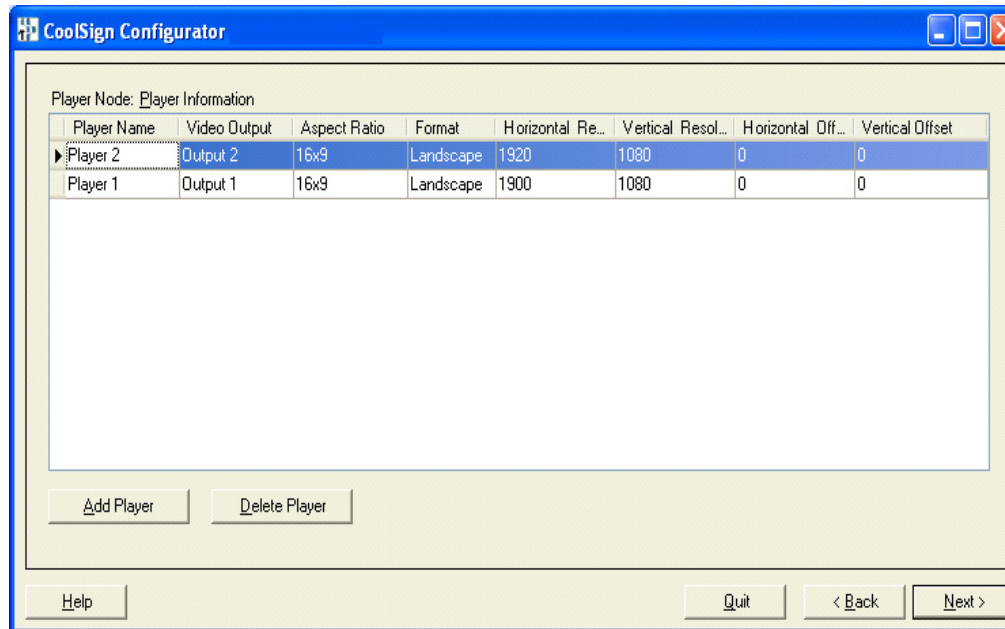 CoolSign Configurator
Player Node: Player Information
Player Name Video Output Aspect Ratio Format Horizontal Re... Vertical Resol... Horizontal Off... Vertical Offset
Player 2 Output 2 16x9 Landscape 1920 1080 0 0
Player 1 Output 1 16x9 Landscape 1900 1080 0 0
Add Player Delete Player
Help Quit < Back Next >